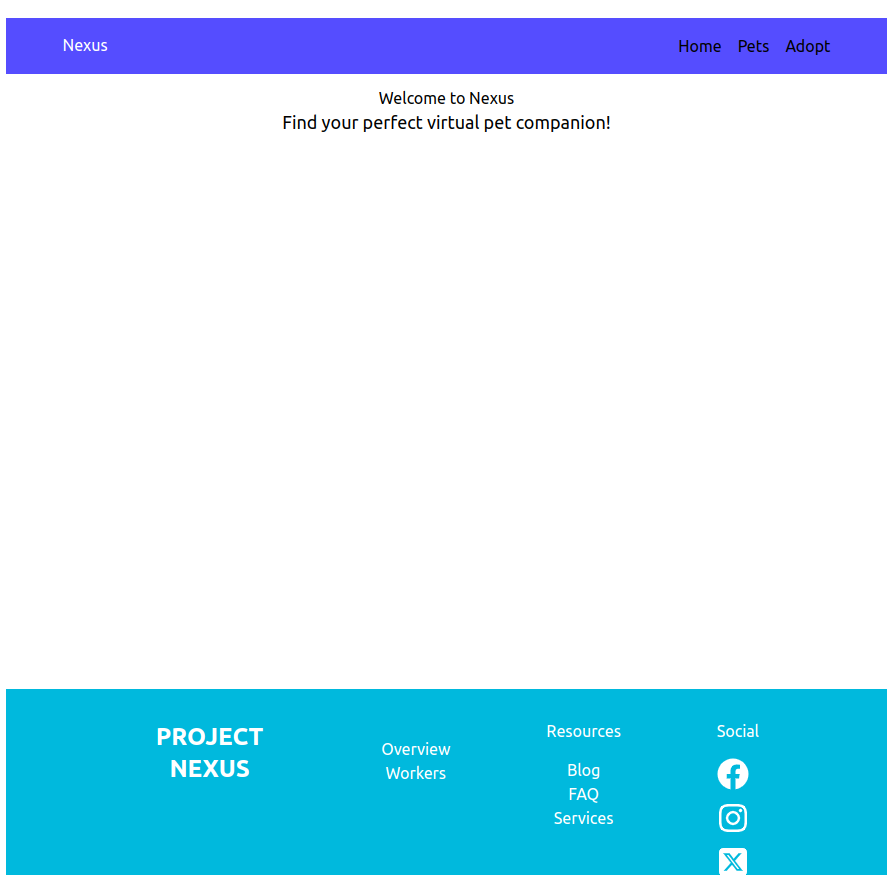 Nexus
Home Pets Adopt
Welcome to Nexus
Find your perfect virtual pet companion!
PROJECT
NEXUS
Overview
Workers
Resources
Blog
FAQ
Services
Social